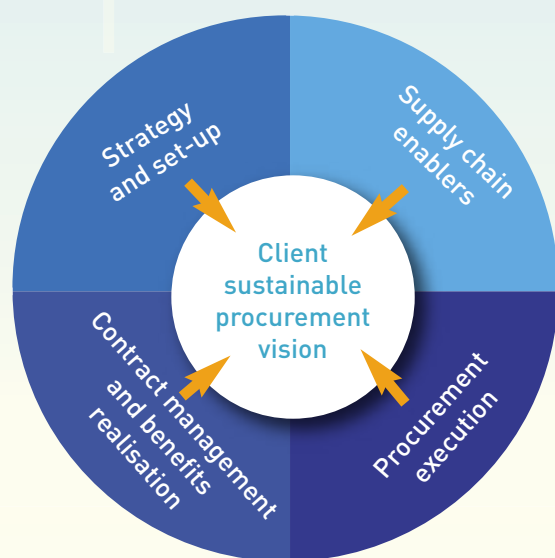 Strategy
and set-up
Supply chain
enablers
Client
sustainable
procurement
vision
Contract management
and benefits
realisation
Procurement
execution